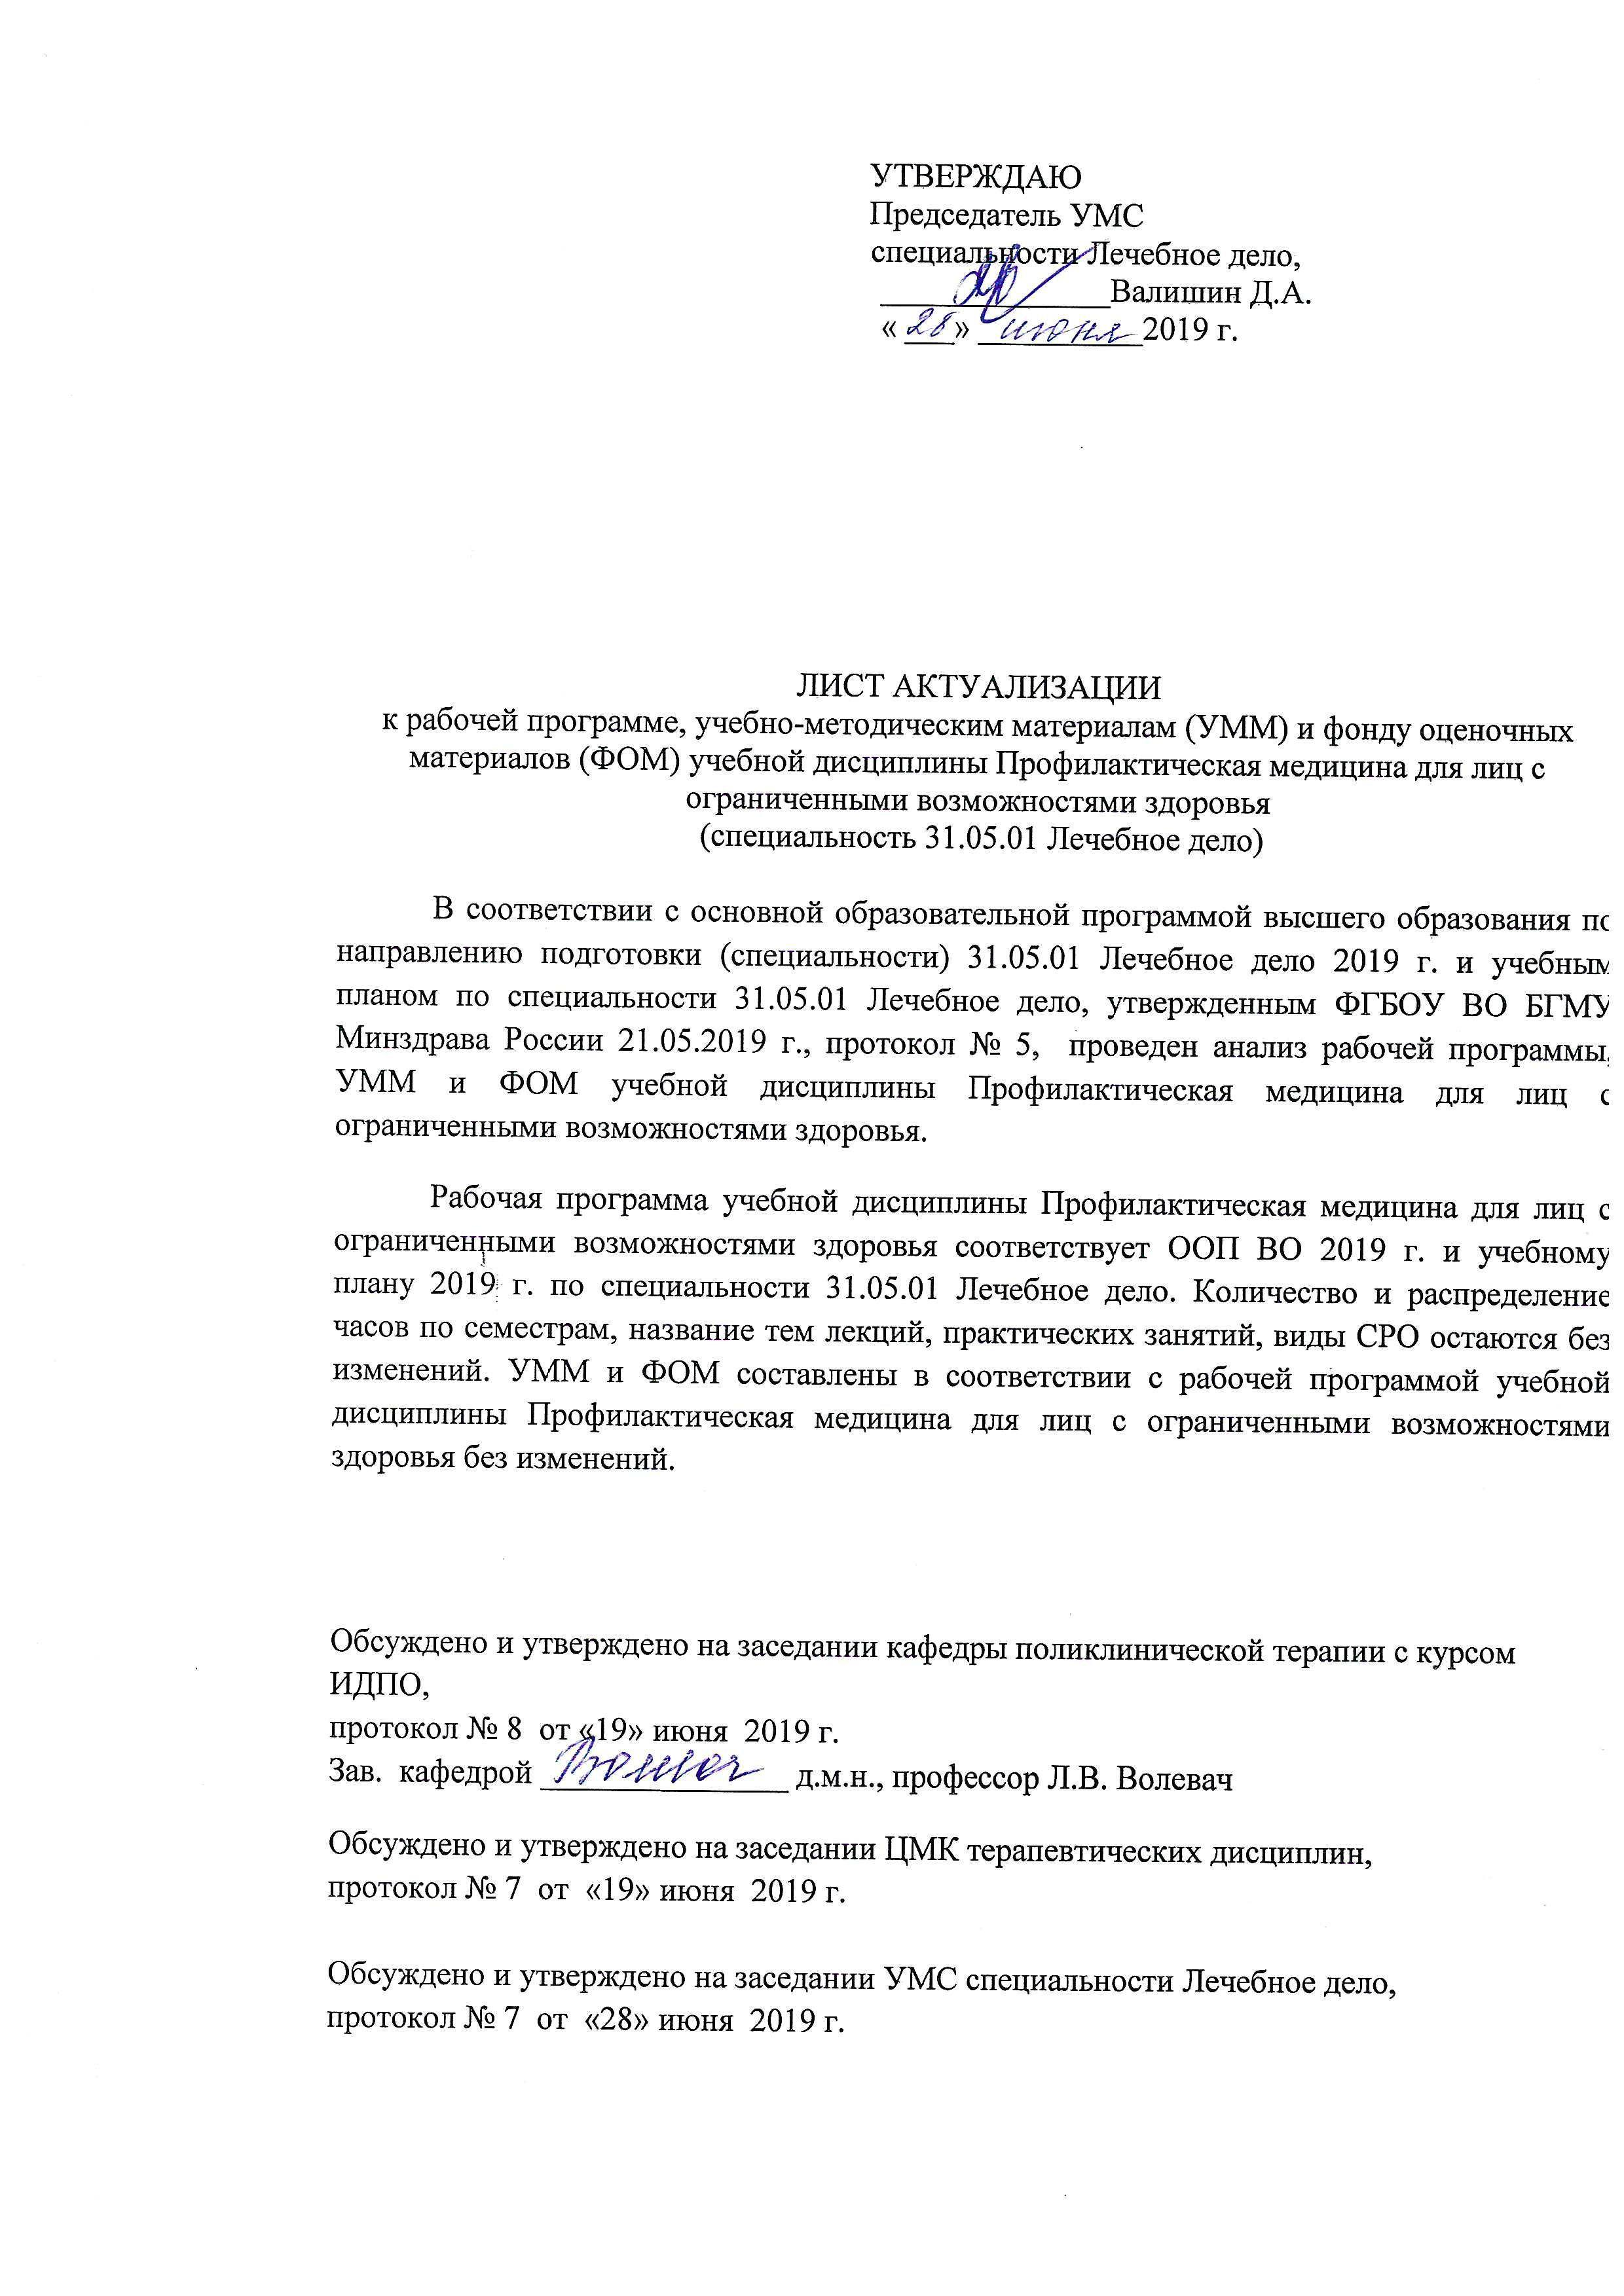 УТВЕРЖДАЮ
Председатель УМС
специальности Лечебное дело,
______________Валишин Д.А.
« 28 » июня 2019 г.
ЛИСТ АКТУАЛИЗАЦИИ
к рабочей программе, учебно-методическим материалам (УММ) и фонду оценочных
материалов (ФОМ) учебной дисциплины Профилактическая медицина для лиц с
ограниченными возможностями здоровья
(специальность 31.05.01 Лечебное дело)
В соответствии с основной образовательной программой высшего образования по
направлению подготовки (специальности) 31.05.01 Лечебное дело 2019 г. и учебным
планом по специальности 31.05.01 Лечебное дело, утвержденным ФГБОУ ВО БГМУ
Минздрава России 21.05.2019 г., протокол № 5, проведен анализ рабочей программы,
УММ и ФОМ учебной дисциплины Профилактическая медицина для лиц с
ограниченными возможностями здоровья.
Рабочая программа учебной дисциплины Профилактическая медицина для лиц с
ограниченными возможностями здоровья соответствует ООП ВО 2019 г. и учебному
плану 2019 г. по специальности 31.05.01 Лечебное дело. Количество и распределение
часов по семестрам, название тем лекций, практических занятий, виды СРО остаются без
изменений. УММ и ФОМ составлены в соответствии с рабочей программой учебной
дисциплины Профилактическая медицина для лиц с ограниченными возможностями
здоровья без изменений.
Обсуждено и утверждено на заседании кафедры поликлинической терапии с курсом
ИДПО,
протокол № 8 от «19» июня 2019 г.
Зав. кафедрой _______________ д.м.н., профессор Л.В. Волевач
Обсуждено и утверждено на заседании ЦМК терапевтических дисциплин,
протокол № 7 от «19» июня 2019 г.
Обсуждено и утверждено на заседании УМС специальности Лечебное дело,
протокол № 7 от «28» июня 2019 г.